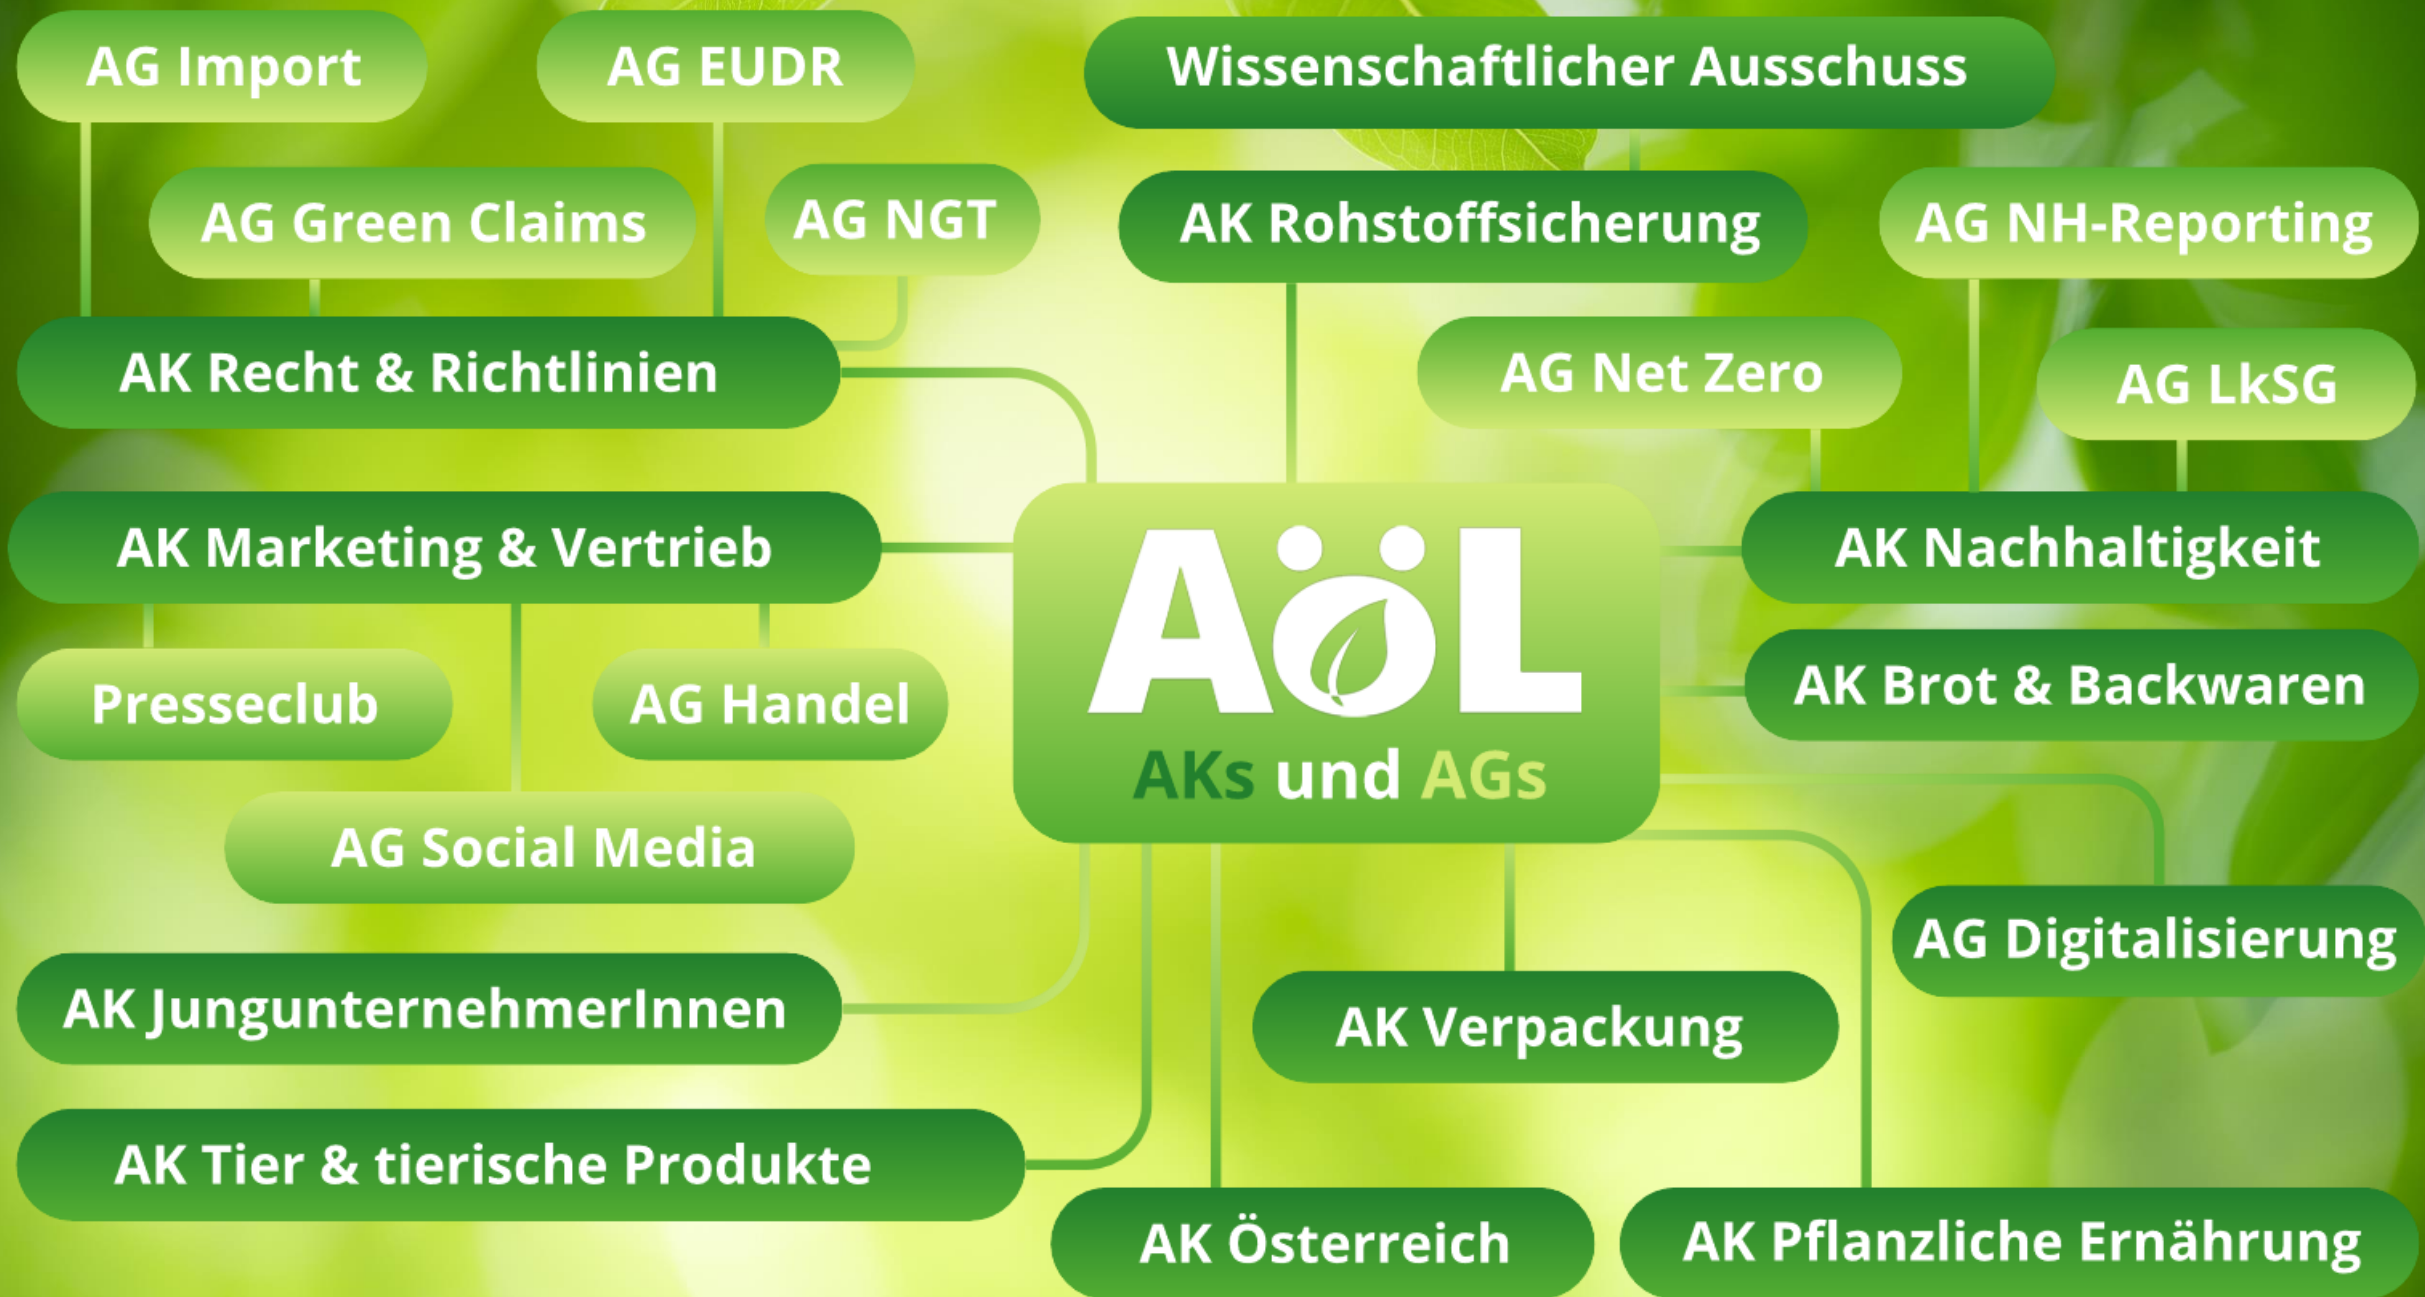 AG Import
AG EUDR
Wissenschaftlicher Ausschuss
AG Green Claims
AG NGT
AK Rohstoffsicherung
AG NH-Reporting
AK Recht & Richtlinien
AG Net Zero
AG LkSG
AK Marketing & Vertrieb
AöL
AKs und AGs
AK Nachhaltigkeit
AK Brot & Backwaren
Presseclub
AG Handel
AG Social Media
AG Digitalisierung
AK JungunternehmerInnen
AK Verpackung
AK Tier & tierische Produkte
AK Österreich
AK Pflanzliche Ernährung